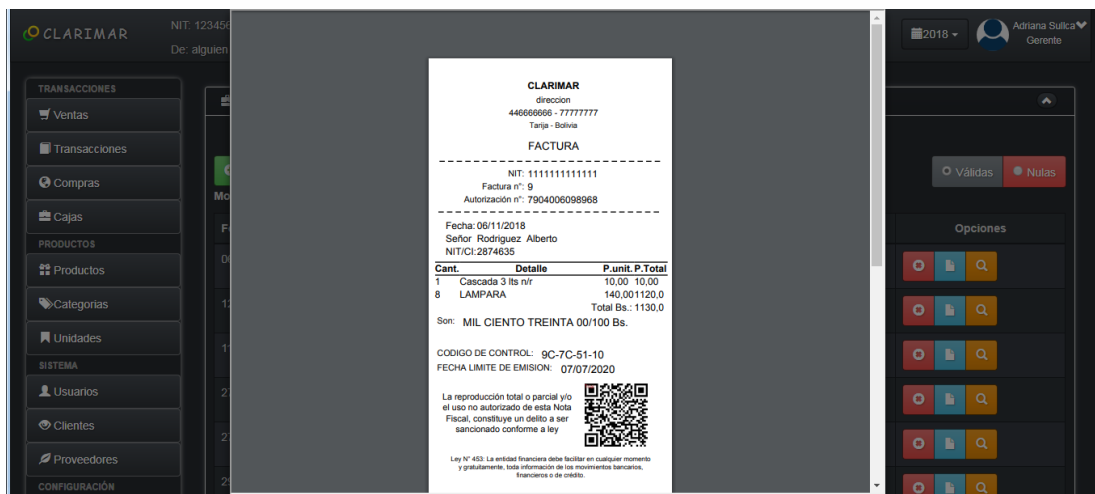 CLARIMAR
NIT: 123456
De: alguien
2018
Adriana Sullca
Gerente
TRANSACCIONES
Ventas
Transacciones
Compras
Cajas
PRODUCTOS
Productos
Categorias
Unidades
SISTEMA
Usuarios
Clientes
Proveedores
CONFIGURACIÓN
Mo
CLARIMAR
direccion
446666666 - 77777777
Tarija - Bolivia
FACTURA
NIT: 1111111111111
Factura n°: 9
Autorización n°: 7904006098968
Fecha: 06/11/2018
Señor Rodriguez Alberto
NIT/CI:2874635
Cant. Detalle P.unit. P.Total
1 Cascada 3 lts n/r 10,00 10,00
8 LAMPARA 140,001120,0
Total Bs.: 1130,0
Son: MIL CIENTO TREINTA 00/100 Bs.
CODIGO DE CONTROL: 9C-7C-51-10
FECHA LIMITE DE EMISION: 07/07/2020
La reproducción total o parcial y/o
el uso no autorizado de esta Nota
Fiscal, constituye un delito a ser
sancionado conforme a ley
Ley N° 453: La entidad financiera debe facilitar en cualquier momento
y gratuitamente, toda información de los movimientos bancarios,
financieros o de crédito.
Válidas
Nulas
Opciones